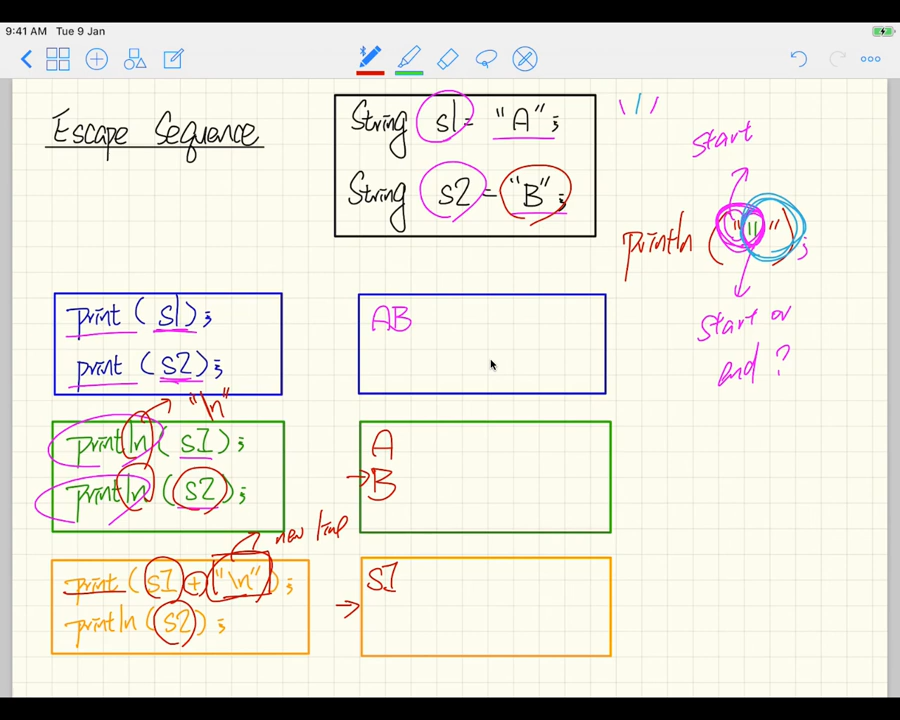 9:41 AM Tue 9 Jan
Escape Sequence
String s1 = "A";
String s2 = "B";
\ / /
Start
println (" " ");
Start or
end ?
print ( s1 );
print ( s2 );
AB
"\n"
println ( s1 );
println ( s2 );
A
→ B
new line
print ( s1 + "\n" );
println ( s2 );
→ s1